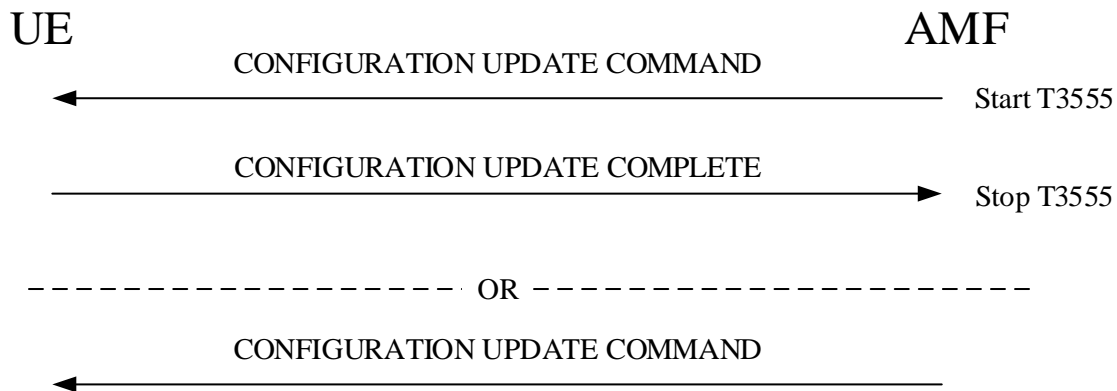 UE AMF
CONFIGURATION UPDATE COMMAND
Start T3555
CONFIGURATION UPDATE COMPLETE
Stop T3555
OR
CONFIGURATION UPDATE COMMAND